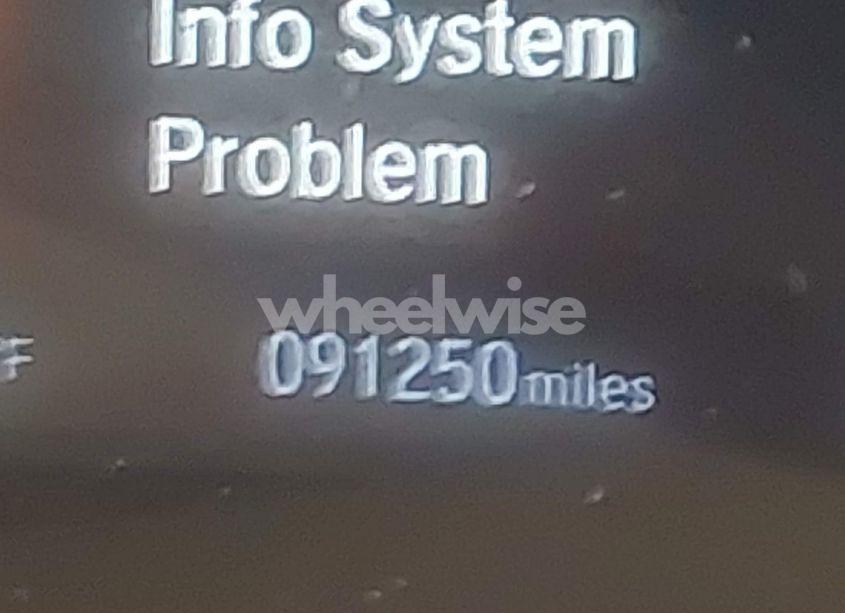 Info System
Problem
wheelwise
°F
091250miles